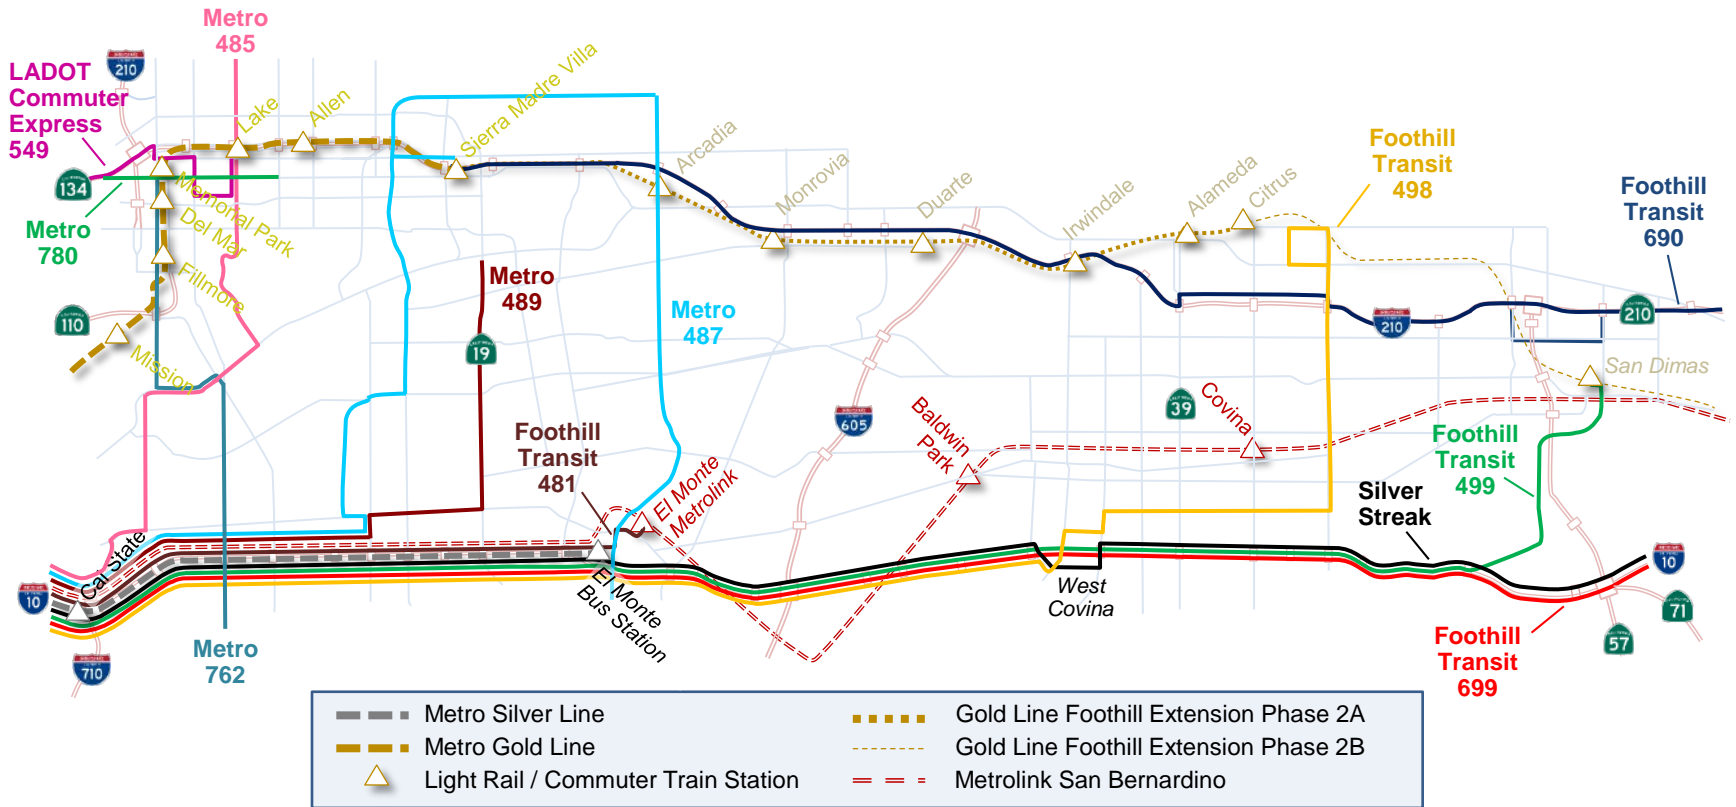 Metro
485
210
LADOT
Commuter
Express
549
134
Metro
780
110
Lake
Allen
Sierra Madre Villa
Memorial Park
Del Mar
Fillmore
Mission
Arcadia
Monrovia
Duarte
Irwindale
Alameda
Citrus
Foothill
Transit
498
Foothill
Transit
690
Metro
489
19
Metro
487
210
210
San Dimas
605
39
Baldwin
Park
Covina
Foothill
Transit
481
El Monte
Metrolink
Foothill
Transit
499
Silver
Streak
Cal State
10
710
Metro
762
El Monte
Bus Station
West
Covina
10
71
57
Foothill
Transit
699
Metro Silver Line
Metro Gold Line
Light Rail / Commuter Train Station
Gold Line Foothill Extension Phase 2A
Gold Line Foothill Extension Phase 2B
Metrolink San Bernardino